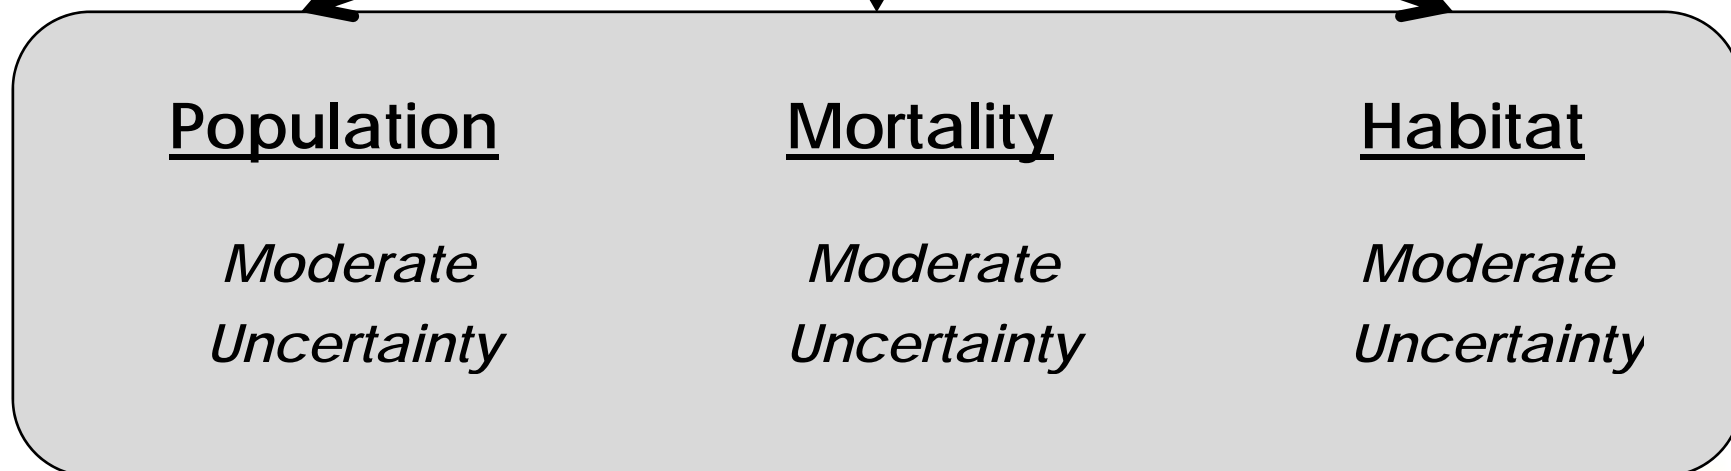 Population Mortality Habitat
Moderate Moderate Moderate
Uncertainty Uncertainty Uncertainty